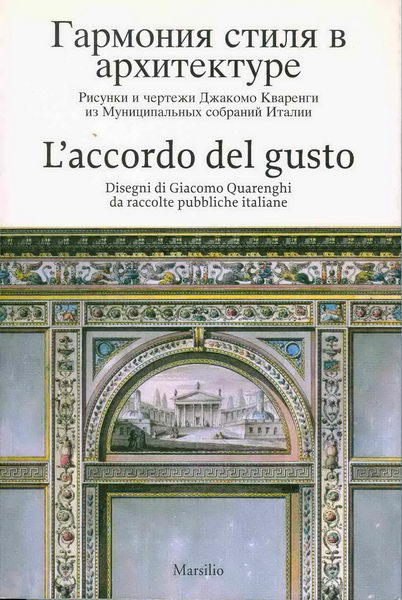 Гармония стиля в
архитектуре
Рисунки и чертежи Джакомо Кваренги
из Муниципальных собраний Италии
L'accordo del gusto
Disegni di Giacomo Quarenghi
da raccolte pubbliche italiane
Marsilio